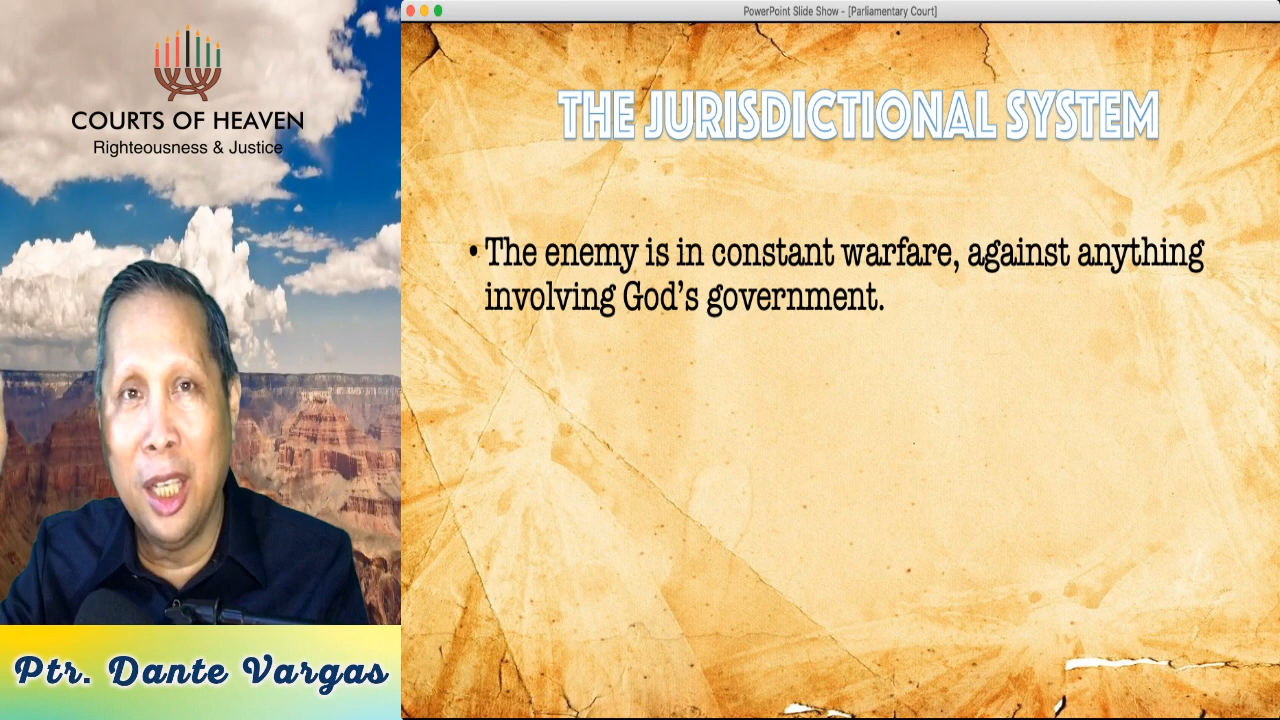 PowerPoint Slide Show - [Parliamentary Court]
COURTS OF HEAVEN
Righteousness & Justice
THE JURISDICTIONAL SYSTEM
• The enemy is in constant warfare, against anything
involving God’s government.
Ptr. Dante Vargas